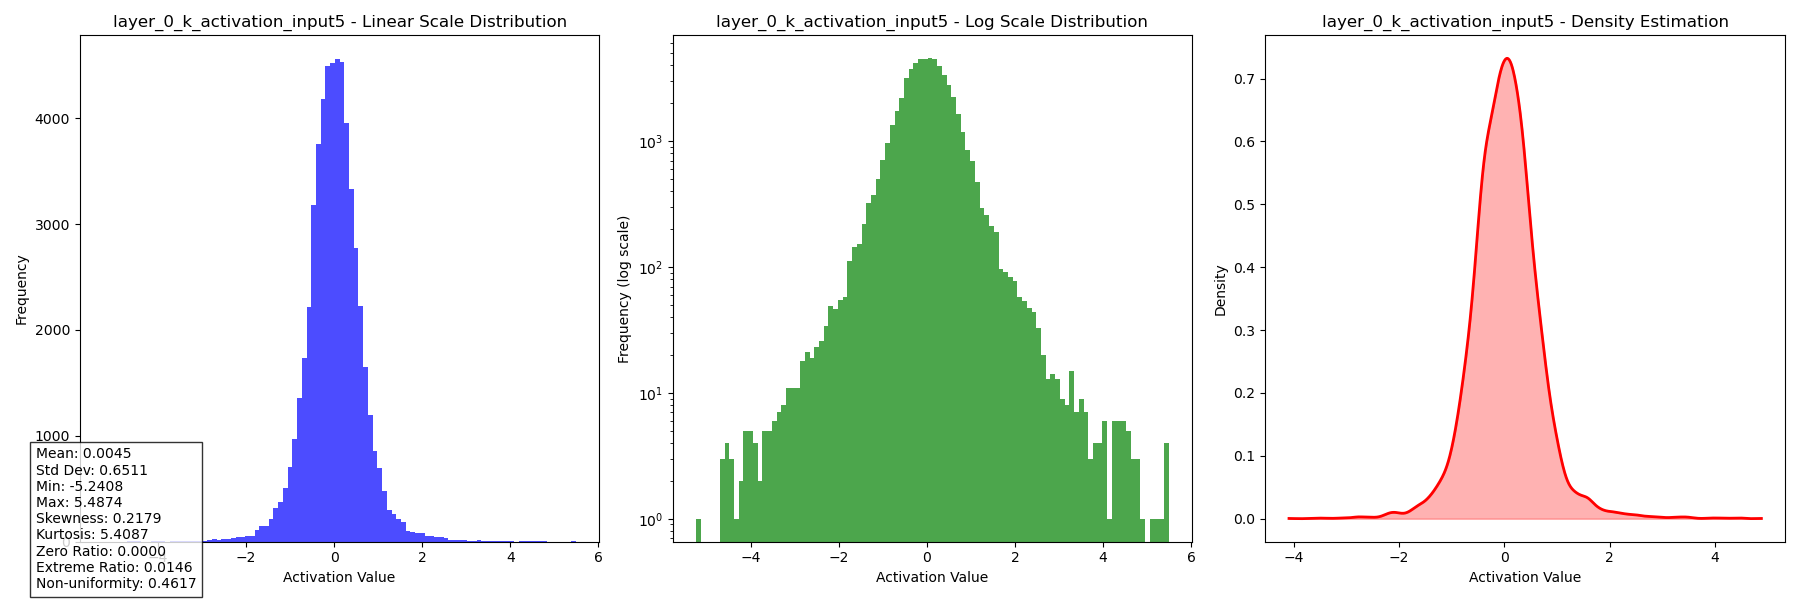 layer_0_k_activation_input5 - Linear Scale Distribution
Frequency
4000
3000
2000
1000
0
−4
−2
0
2
4
6
Activation Value
Mean: 0.0045
Std Dev: 0.6511
Min: -5.2408
Max: 5.4874
Skewness: 0.2179
Kurtosis: 5.4087
Zero Ratio: 0.0000
Extreme Ratio: 0.0146
Non-uniformity: 0.4617
layer_0_k_activation_input5 - Log Scale Distribution
Frequency (log scale)
10³
10²
10¹
10⁰
−4
−2
0
2
4
6
Activation Value
layer_0_k_activation_input5 - Density Estimation
Density
0.7
0.6
0.5
0.4
0.3
0.2
0.1
0.0
−4
−2
0
2
4
Activation Value